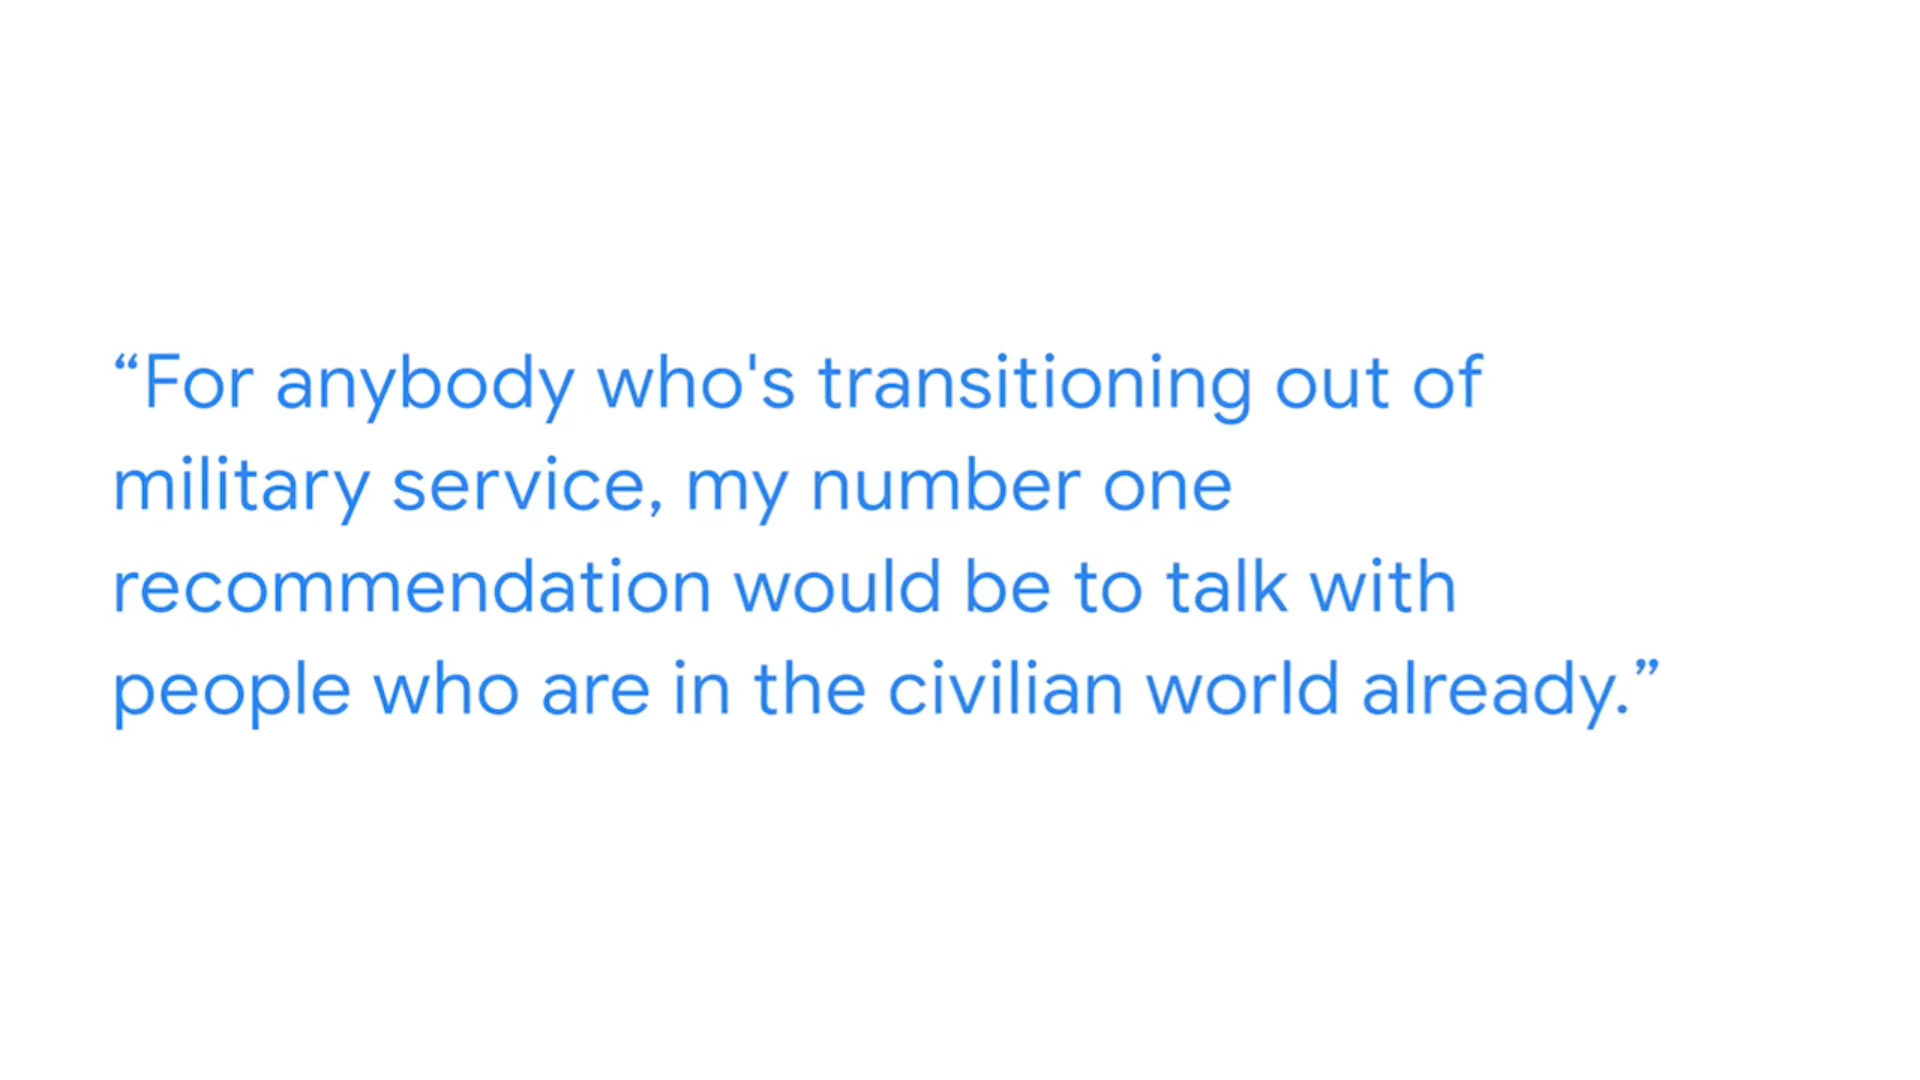 “For anybody who's transitioning out of
military service, my number one
recommendation would be to talk with
people who are in the civilian world already.”